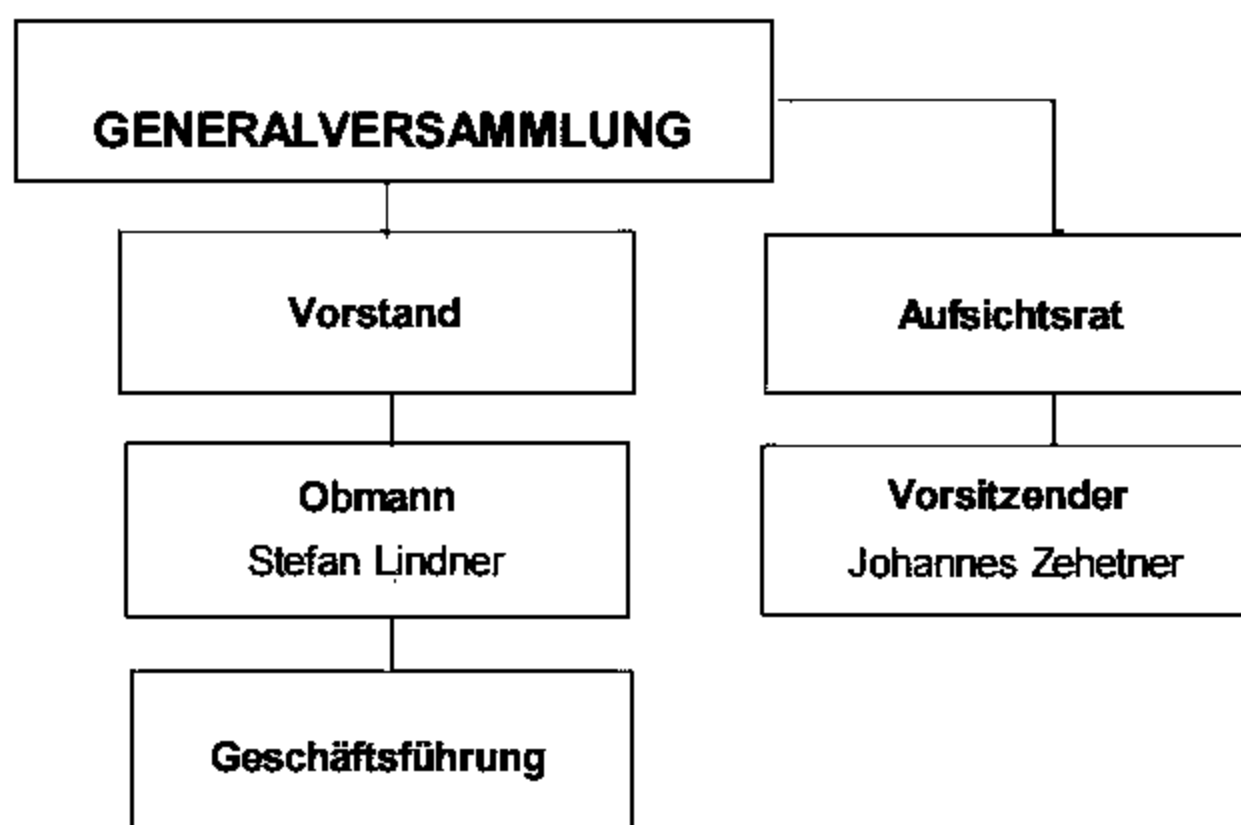 GENERALVERSAMMLUNG
Vorstand
Aufsichtsrat
Obmann
Stefan Lindner
Vorsitzender
Johannes Zehetner
Geschäftsführung